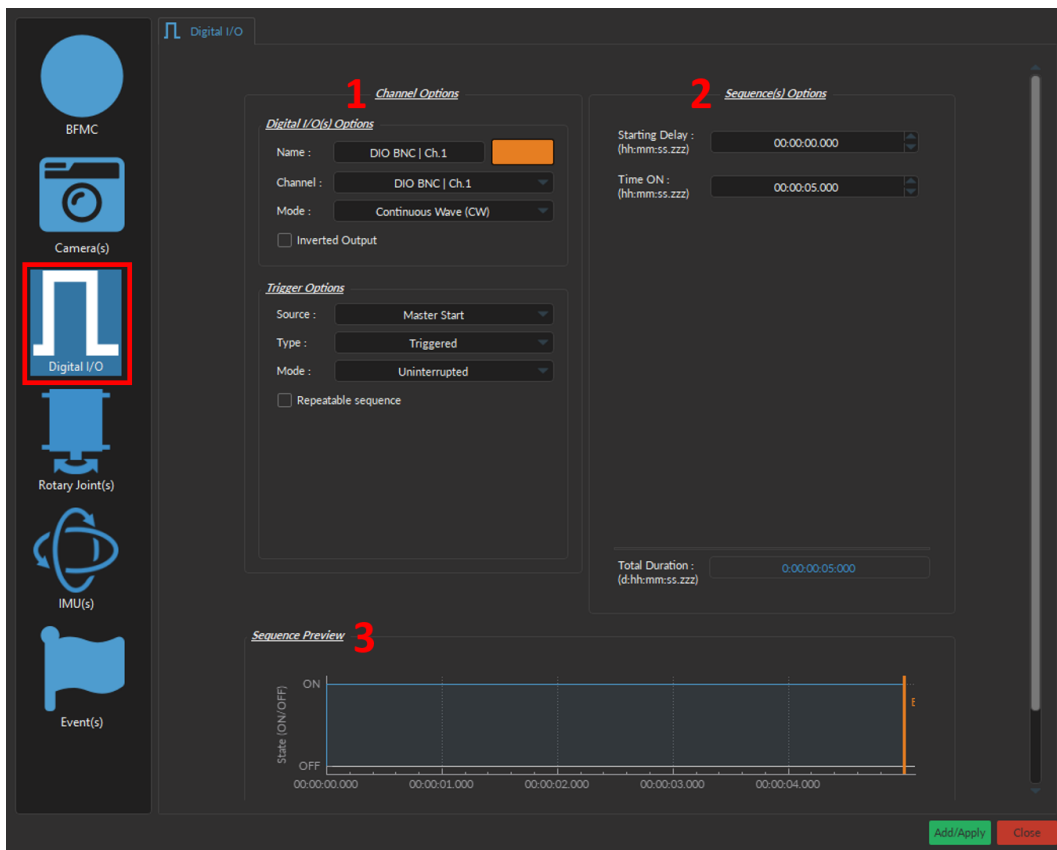 Digital I/O
BFMC
Camera(s)
Digital I/O
Rotary Joint(s)
IMU(s)
Event(s)
1
Channel Options
Digital I/O(s) Options
Name :
DIO BNC | Ch.1
Channel :
DIO BNC | Ch.1
Mode :
Continuous Wave (CW)
Inverted Output
Trigger Options
Source :
Master Start
Type :
Triggered
Mode :
Uninterrupted
Repeatable sequence
2
Sequence(s) Options
Starting Delay :
(hh:mm:ss.zzz)
00:00:00.000
Time ON :
(hh:mm:ss.zzz)
00:00:05.000
Total Duration :
(d:hh:mm:ss.zzz)
0:00:00:05:000
Sequence Preview
3
State (ON/OFF)
ON
OFF
E
00:00:00.000 00:00:01.000 00:00:02.000 00:00:03.000 00:00:04.000
Add/Apply
Close